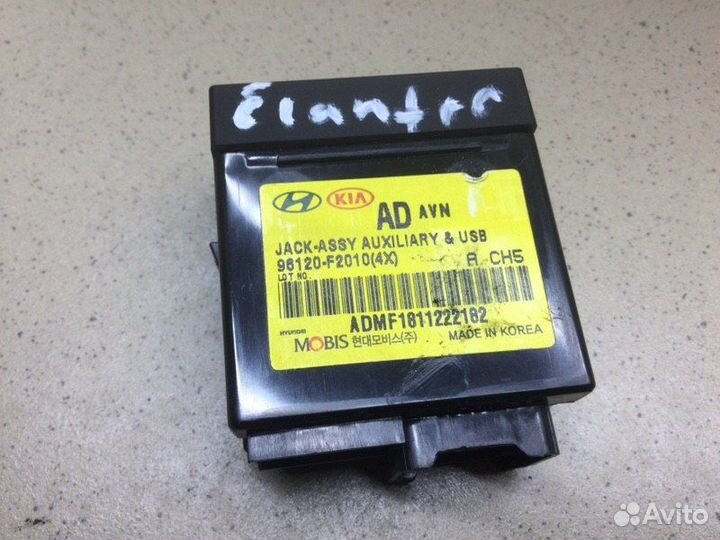 Elantra
KIA
AD AVN
JACK-ASSY AUXILIARY & USB
96120-F2010(4X) A CH5
LOT NO.
ADMF1811222182
HYUNDAI
MOBIS 현대모비스(주) MADE IN KOREA
Avito